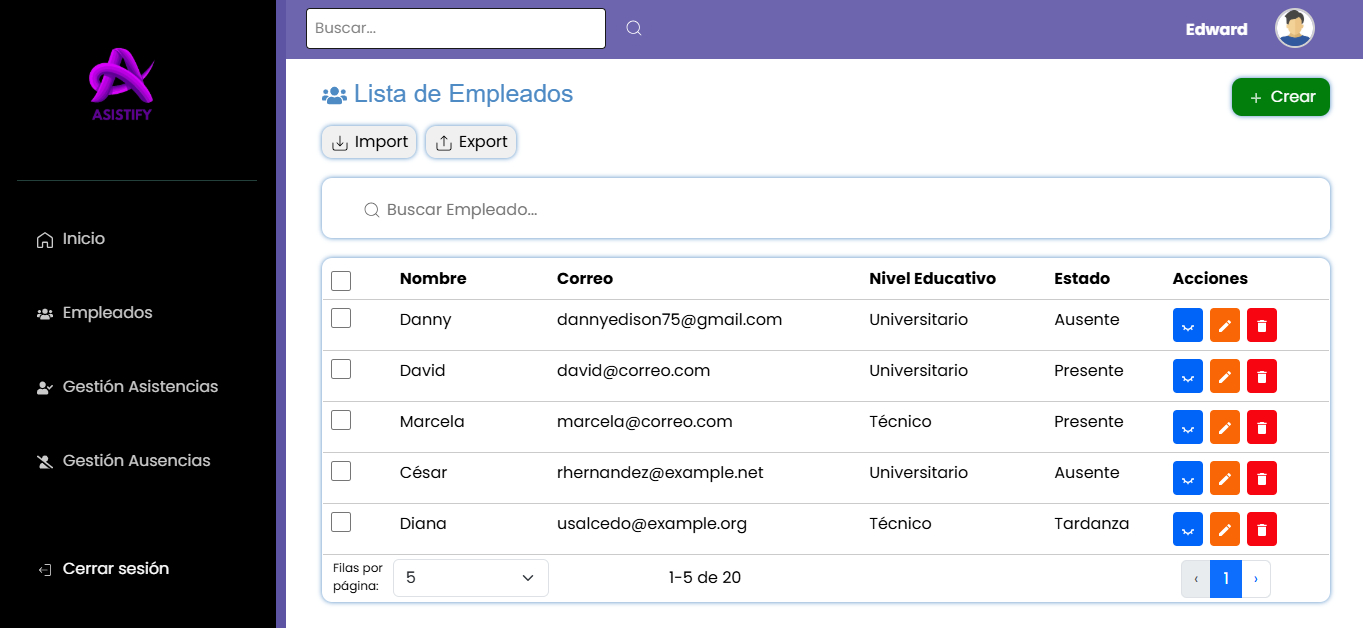 ASISTIFY
Inicio
Empleados
Gestión Asistencias
Gestión Ausencias
Cerrar sesión
Buscar...
Edward
Lista de Empleados
+ Crear
Import Export
Buscar Empleado...
Nombre Correo Nivel Educativo Estado Acciones
Danny dannyedison75@gmail.com Universitario Ausente
David david@correo.com Universitario Presente
Marcela marcela@correo.com Técnico Presente
César rhernandez@example.net Universitario Ausente
Diana usalcedo@example.org Técnico Tardanza
Filas por
página: 5 1-5 de 20 ‹ 1 ›